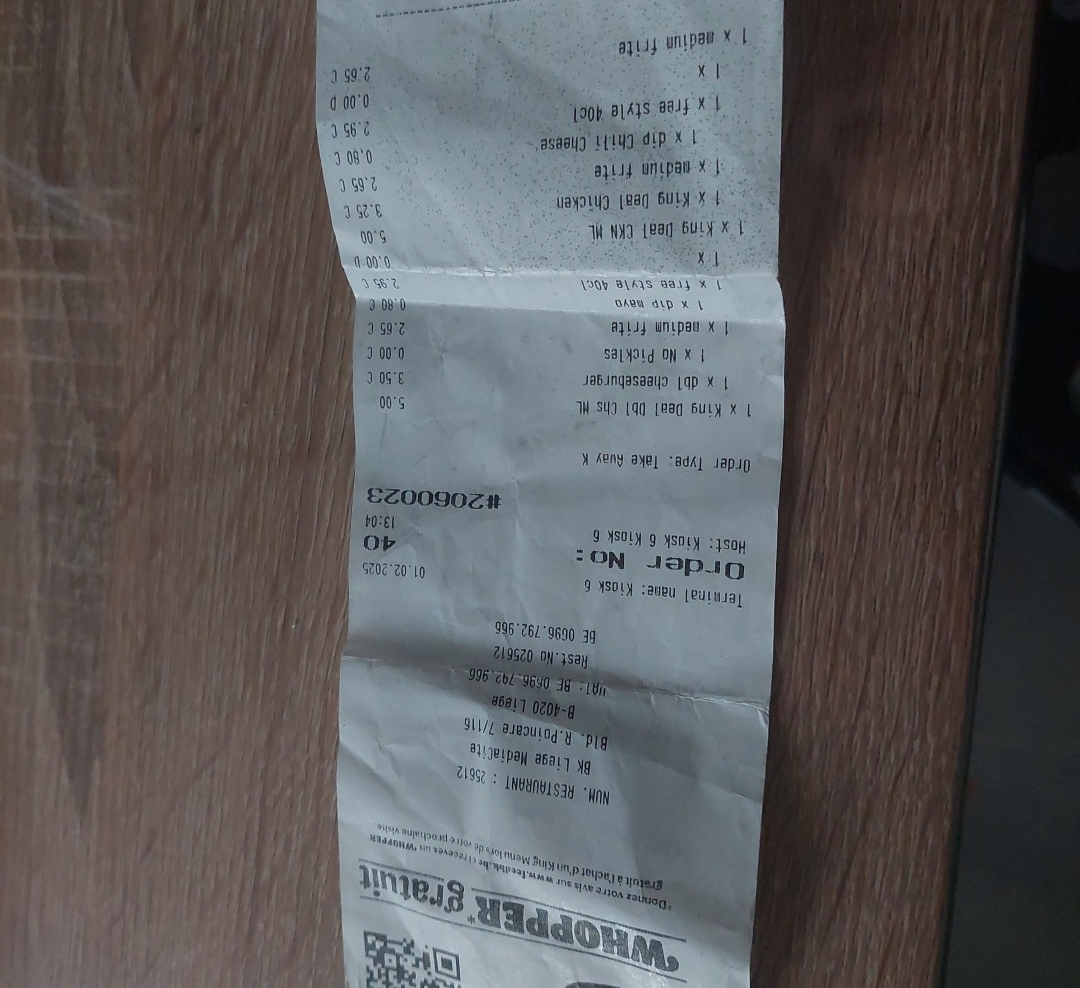 WHOPPER* gratuit
*Donnez votre avis sur www.feedbk.be et recevez un *WHOPPER
gratuit à l'achat d'un King Menu lors de votre prochaine visite.
NUM. RESTAURANT : 25612
BK Liege MediaCite
Bld. R.Poincare 7/116
B-4020 Liege
VAT: BE 0696.792.966
Rest.No 025612
BE 0696.792.966
Terminal name: Kiosk 6 01.02.2025
Order No: 40
Host: Kiosk 6 Kiosk 6 13:04
#2060023
Order Type: Take Away K
1 x King Deal Dbl Chs ML 5.00
1 x dbl cheeseburger 3.50 C
1 x No Pickles 0.00 C
1 x medium frite 2.65 C
1 x dip mayo 0.80 C
1 x free style 40cl 2.95 C
1 x 0.00 D
1 x King Deal CKN ML 5.00
1 x King Deal Chicken 3.25 C
1 x medium frite 2.65 C
1 x dip Chili Cheese 0.80 C
1 x free style 40cl 2.95 C
1 x 0.00 D
1 x medium frite 2.65 C